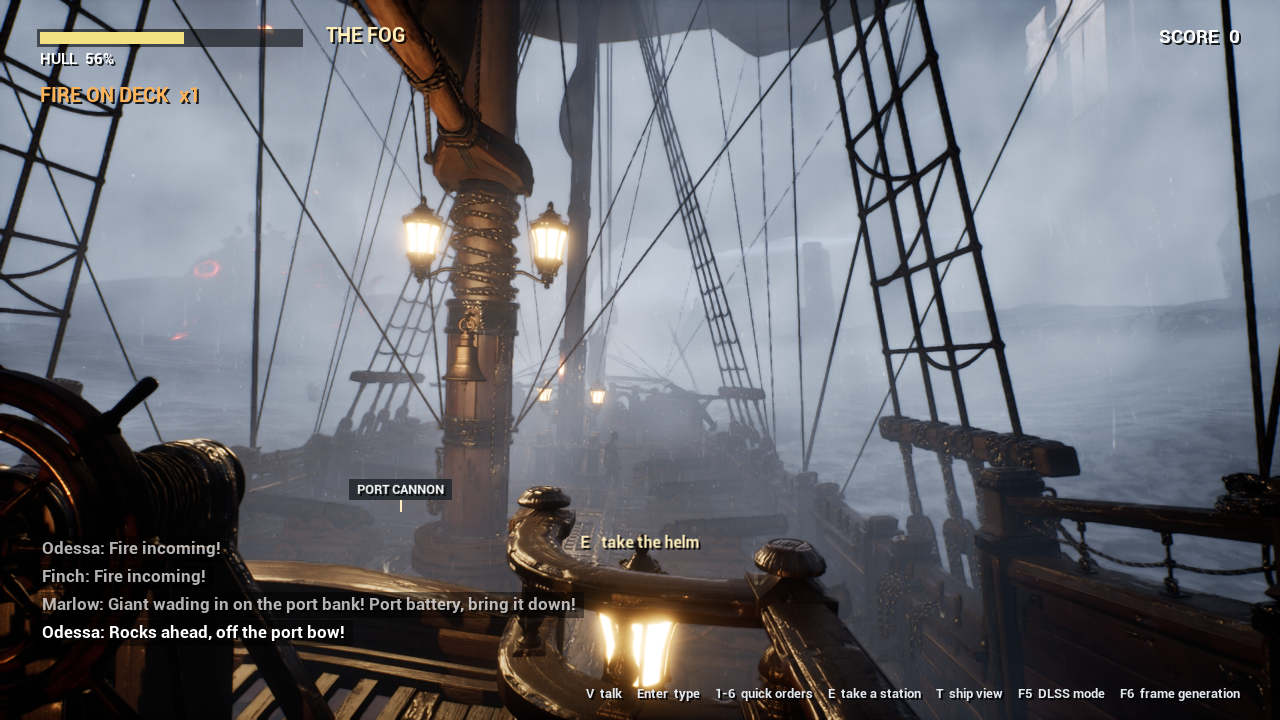 THE FOG
SCORE 0
HULL 56%
FIRE ON DECK x1
PORT CANNON
E take the helm
Odessa: Fire incoming!
Finch: Fire incoming!
Marlow: Giant wading in on the port bank! Port battery, bring it down!
Odessa: Rocks ahead, off the port bow!
V talk Enter type 1-6 quick orders E take a station T ship view F5 DLSS mode F6 frame generation